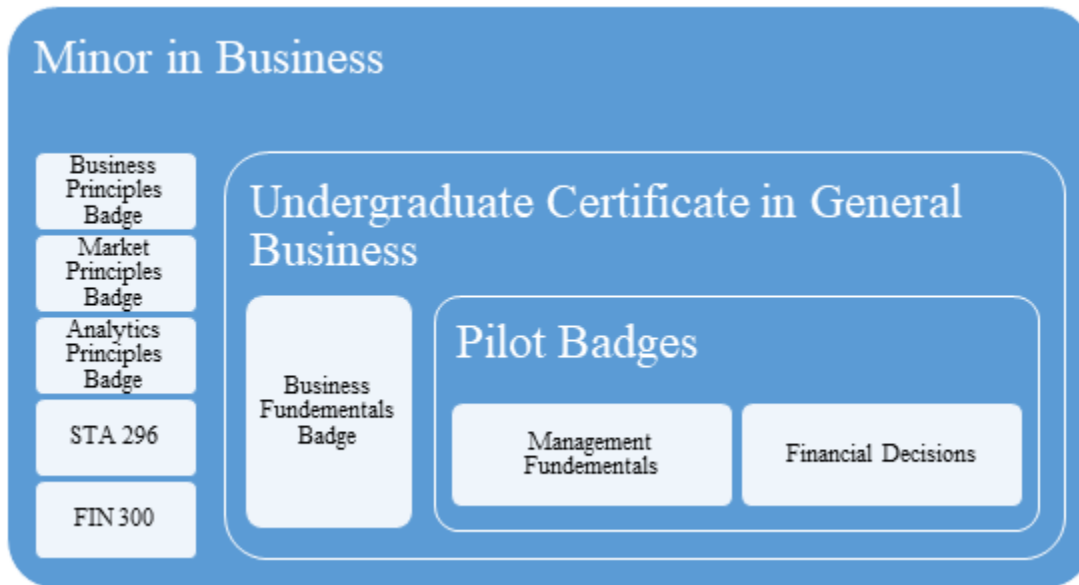 Minor in Business
Business
Principles
Badge
Market
Principles
Badge
Analytics
Principles
Badge
STA 296
FIN 300
Undergraduate Certificate in General
Business
Business
Fundementals
Badge
Pilot Badges
Management
Fundementals
Financial Decisions